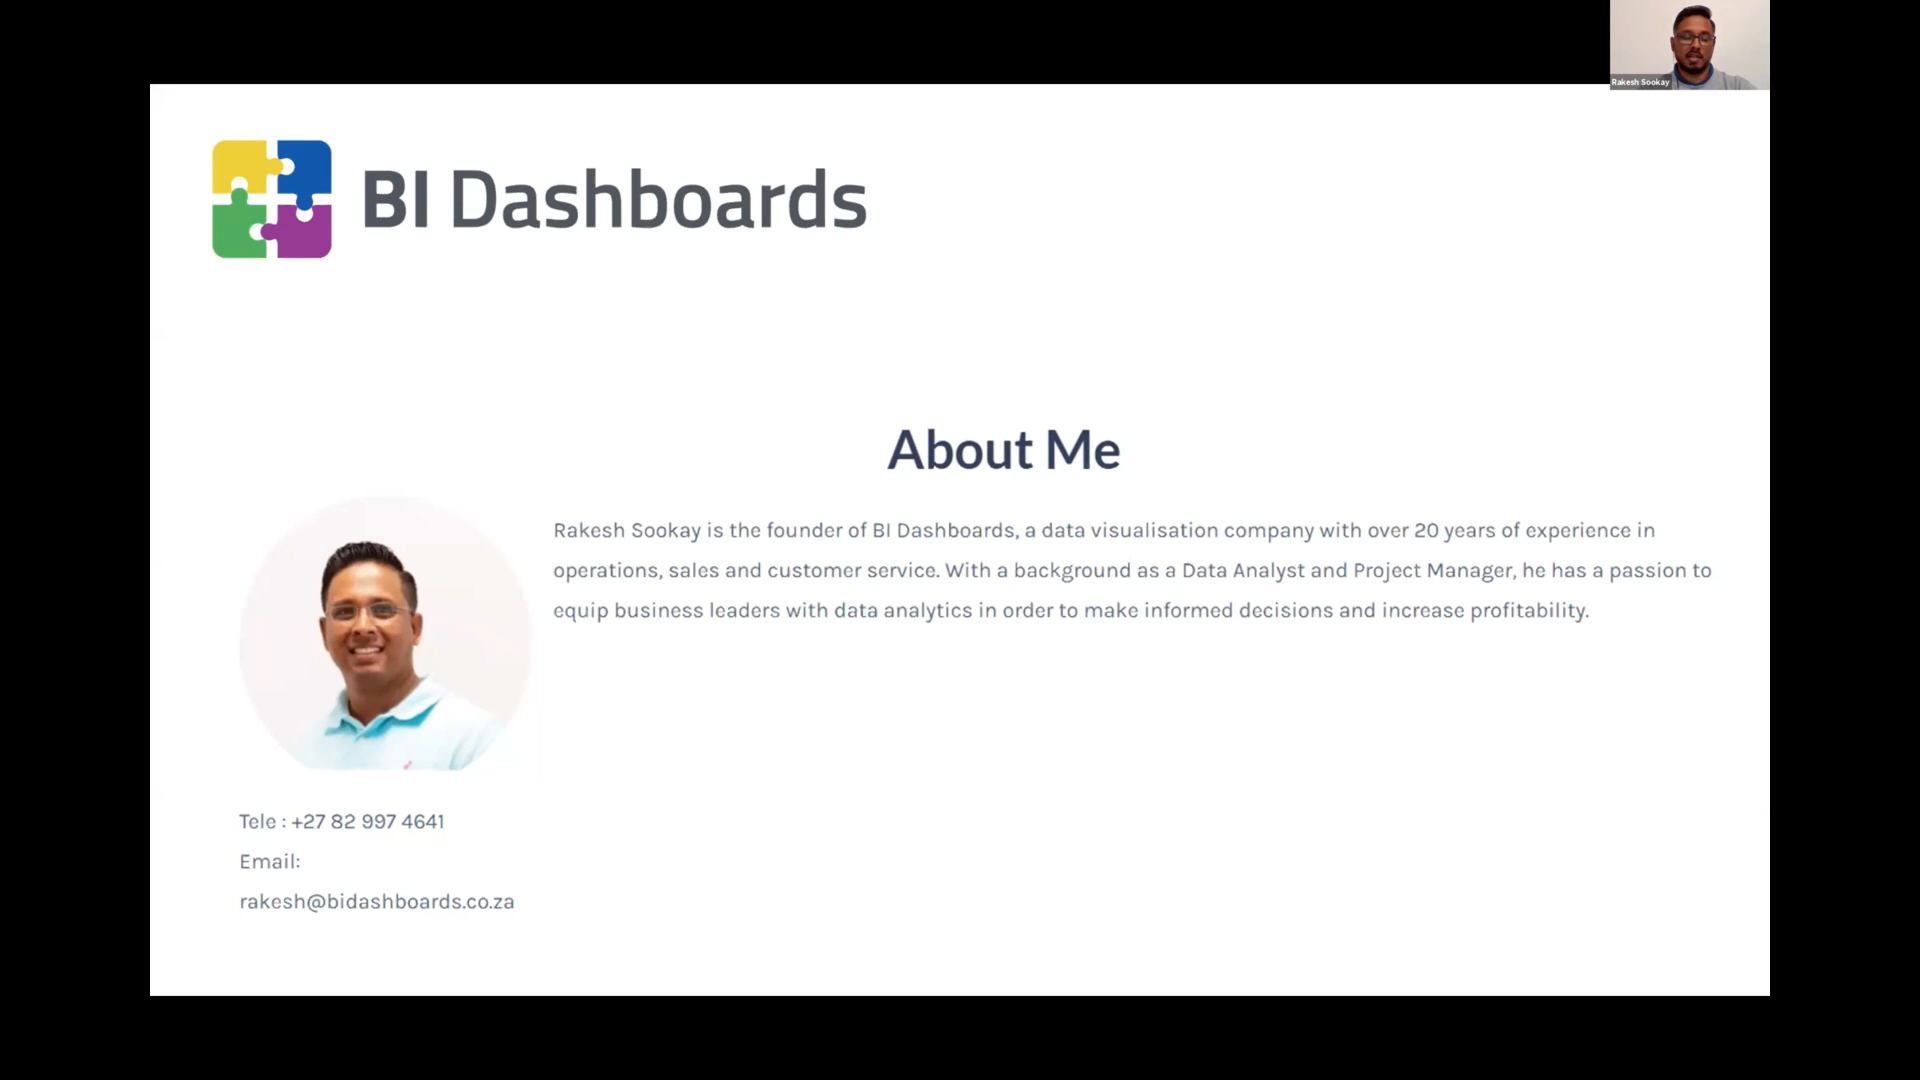 Rakesh Sookay
BI Dashboards
About Me
Rakesh Sookay is the founder of BI Dashboards, a data visualisation company with over 20 years of experience in
operations, sales and customer service. With a background as a Data Analyst and Project Manager, he has a passion to
equip business leaders with data analytics in order to make informed decisions and increase profitability.
Tele : +27 82 997 4641
Email:
rakesh@bidashboards.co.za